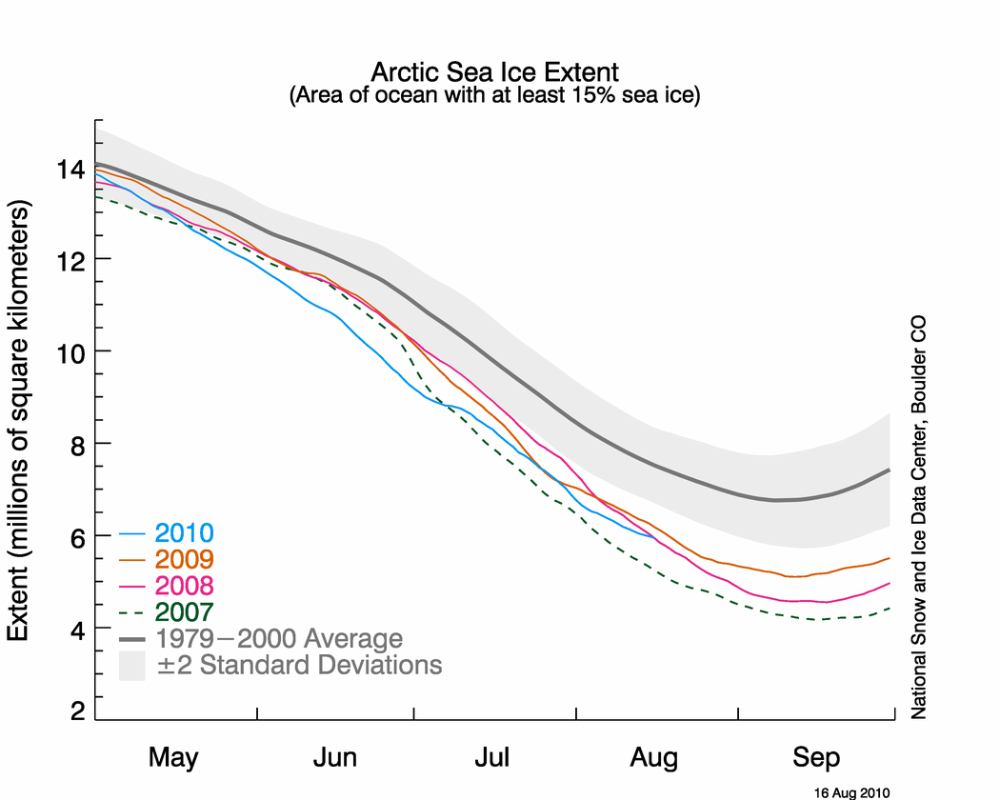 Arctic Sea Ice Extent
(Area of ocean with at least 15% sea ice)
Extent (millions of square kilometers)
14
12
10
8
6
4
2
2010
2009
2008
2007
1979−2000 Average
±2 Standard Deviations
May
Jun
Jul
Aug
Sep
National Snow and Ice Data Center, Boulder CO
16 Aug 2010